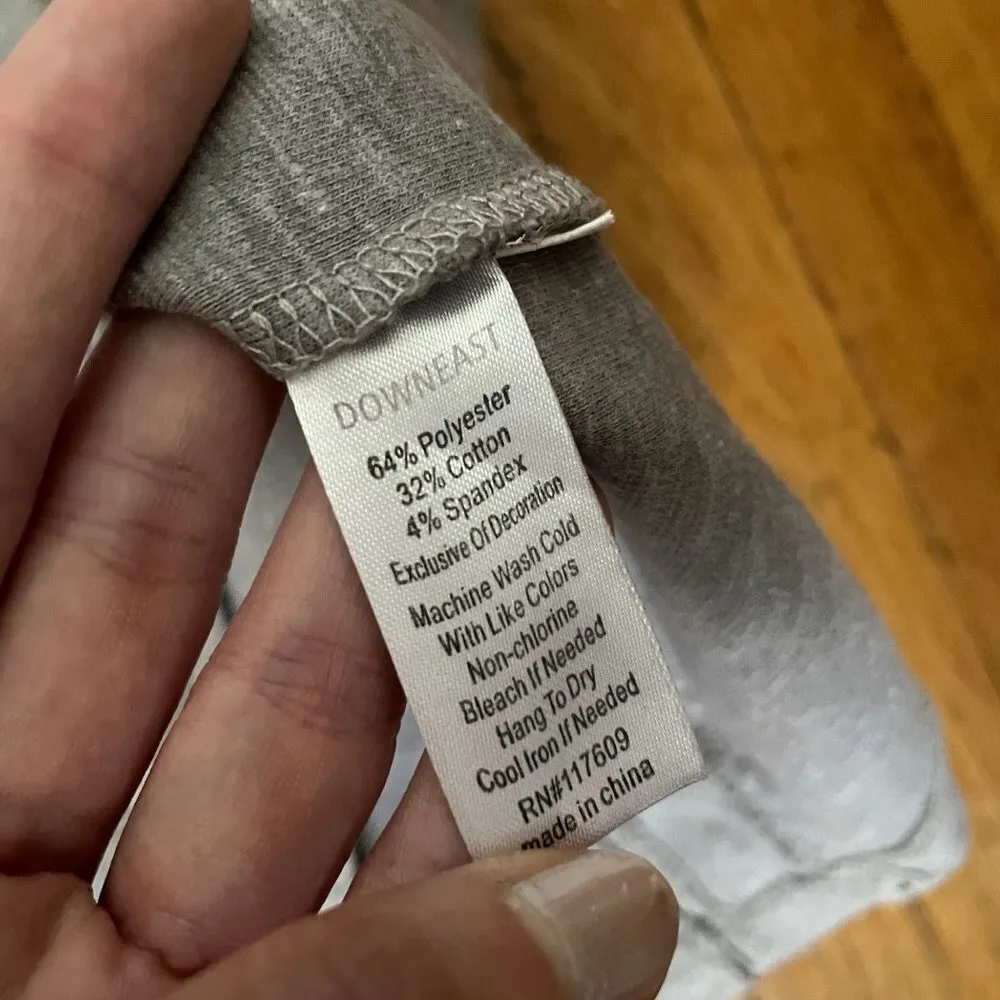 DOWNEAST
64% Polyester
32% Cotton
4% Spandex
Exclusive Of Decoration
Machine Wash Cold
With Like Colors
Non-chlorine
Bleach If Needed
Hang To Dry
Cool Iron If Needed
RN#117609
made in china